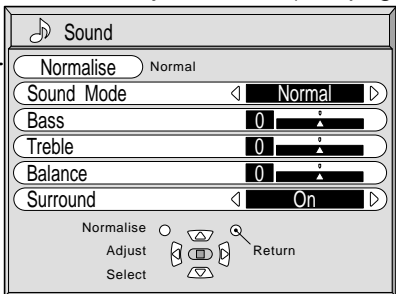 Sound
Normalise Normal
Sound Mode Normal
Bass 0
Treble 0
Balance 0
Surround On
Normalise
Adjust Return
Select